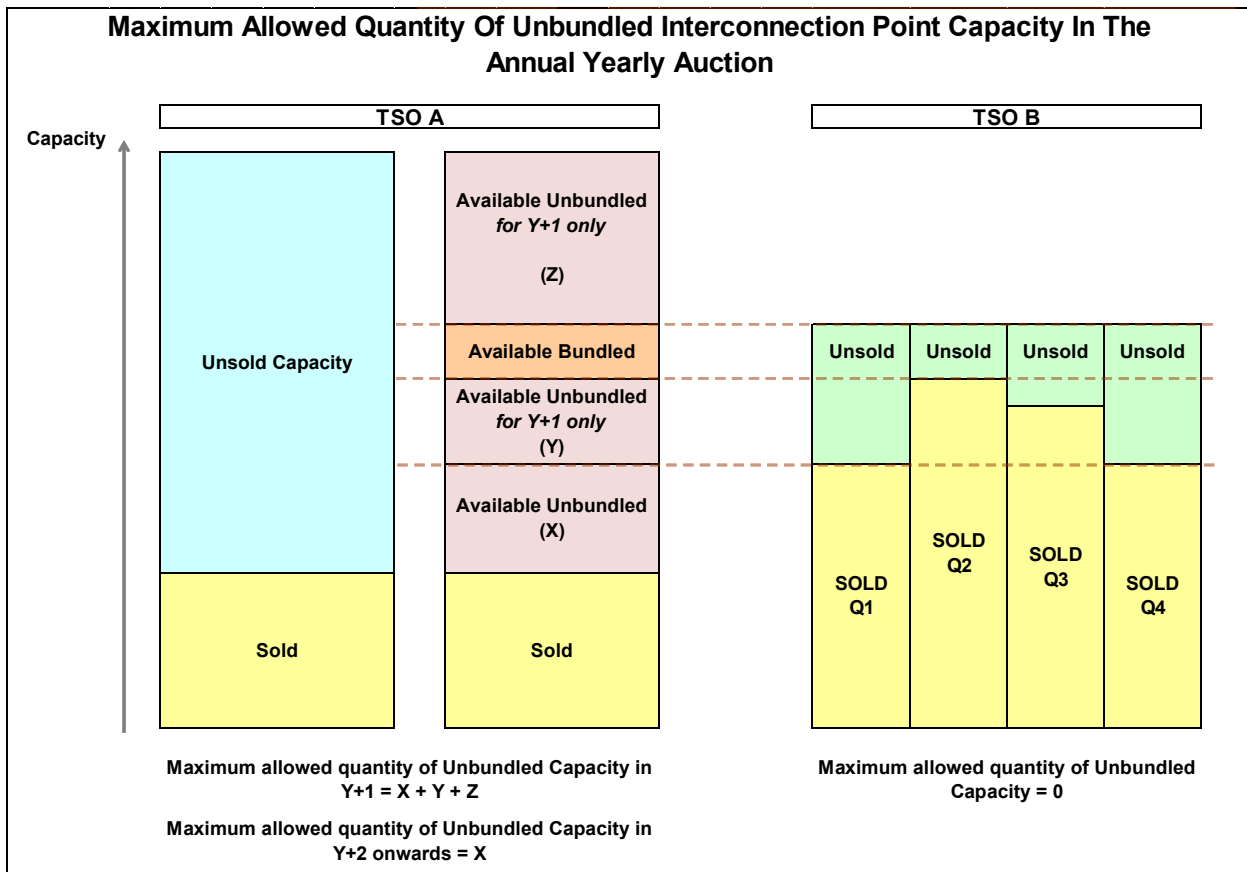 Maximum Allowed Quantity Of Unbundled Interconnection Point Capacity In The
Annual Yearly Auction
TSO A
TSO B
Capacity
Unsold Capacity
Sold
Available Unbundled
for Y+1 only
(Z)
Available Bundled
Available Unbundled
for Y+1 only
(Y)
Available Unbundled
(X)
Sold
Unsold
Unsold
Unsold
Unsold
SOLD
Q1
SOLD
Q2
SOLD
Q3
SOLD
Q4
Maximum allowed quantity of Unbundled Capacity in
Y+1 = X + Y + Z
Maximum allowed quantity of Unbundled Capacity in
Y+2 onwards = X
Maximum allowed quantity of Unbundled
Capacity = 0